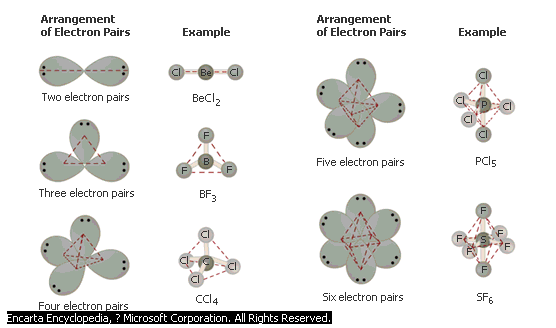 Arrangement
of Electron Pairs
Example
Two electron pairs
Cl Be Cl
BeCl2
Three electron pairs
F
B
F F
BF3
Four electron pairs
Cl
C Cl
Cl
Cl
CCl4
Arrangement
of Electron Pairs
Example
Five electron pairs
Cl
Cl P
Cl Cl
Cl
PCl5
Six electron pairs
F
F S F
F F
F
SF6
Encarta Encyclopedia, ? Microsoft Corporation. All Rights Reserved.